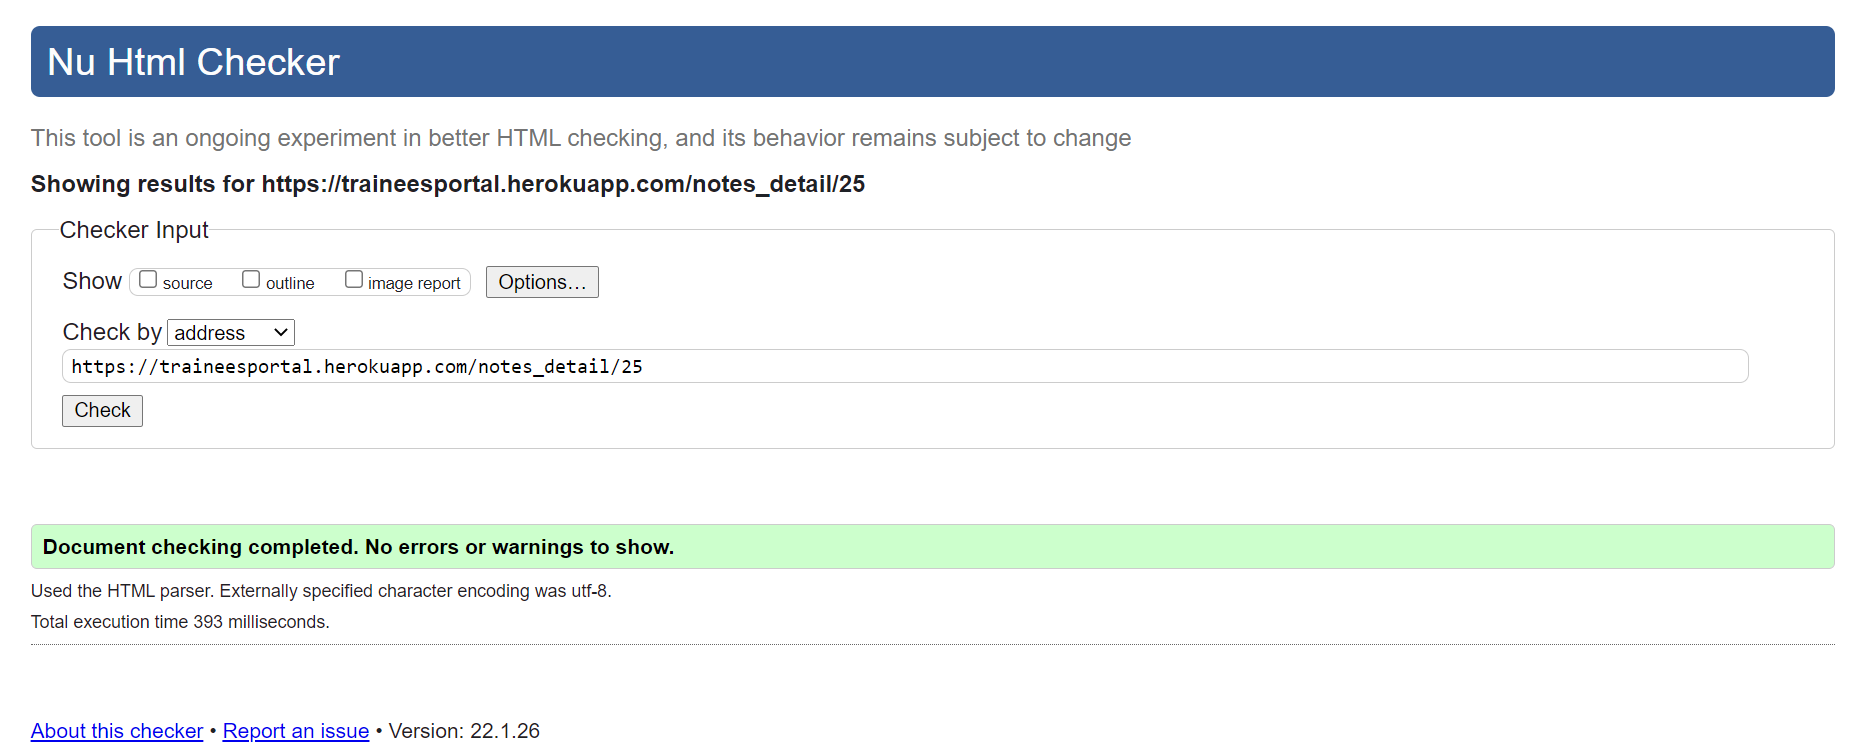 Nu Html Checker
This tool is an ongoing experiment in better HTML checking, and its behavior remains subject to change
Showing results for https://traineesportal.herokuapp.com/notes_detail/25
Checker Input
Show source outline image report Options...
Check by address
https://traineesportal.herokuapp.com/notes_detail/25
Check
Document checking completed. No errors or warnings to show.
Used the HTML parser. Externally specified character encoding was utf-8.
Total execution time 393 milliseconds.
About this checker • Report an issue • Version: 22.1.26